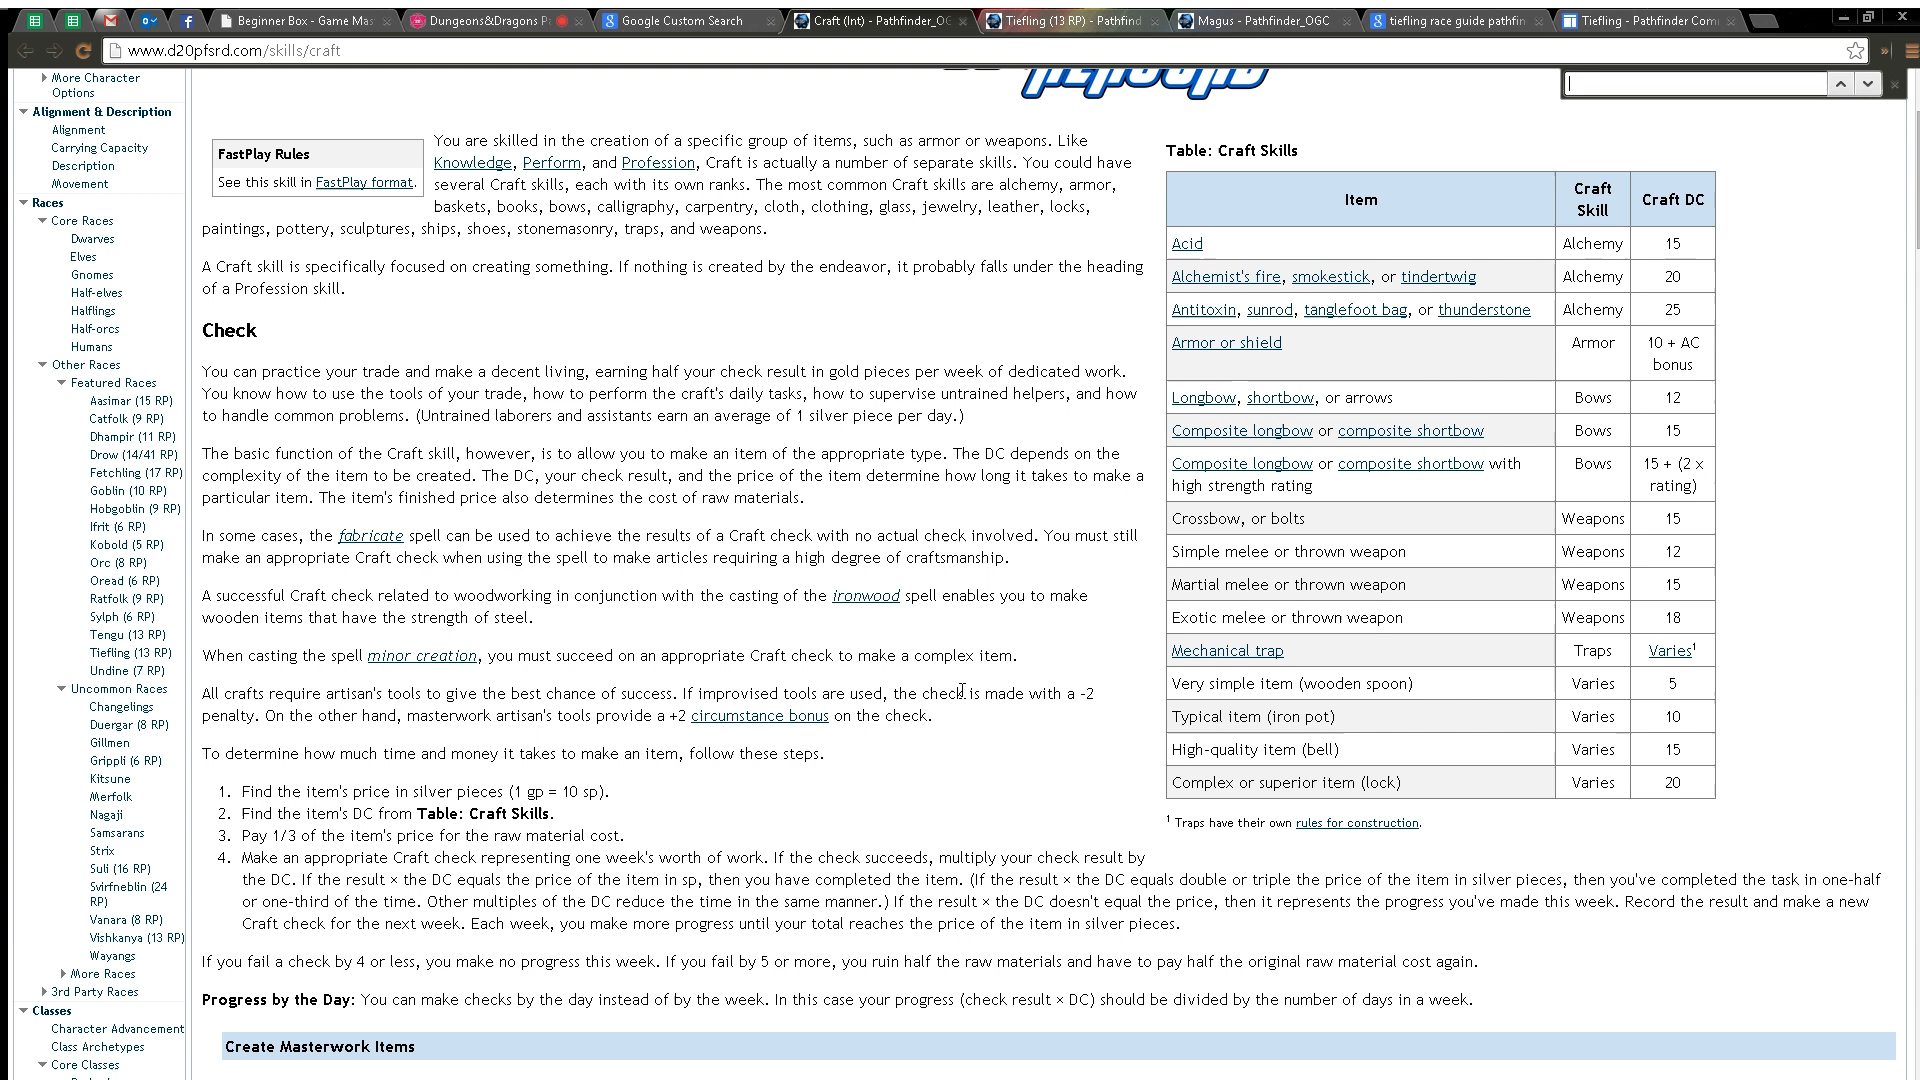 Beginner Box - Game Mas
Dungeons&Dragons P
Google Custom Search
Craft (Int) - Pathfinder_OG
Tiefling (13 RP) - Pathfind
Magus - Pathfinder_OGC
tiefling race guide pathfin
Tiefling - Pathfinder Com
www.d20pfsrd.com/skills/craft
More Character
Options
Alignment & Description
Alignment
Carrying Capacity
Description
Movement
Races
Core Races
Dwarves
Elves
Gnomes
Half-elves
Halflings
Half-orcs
Humans
Other Races
Featured Races
Aasimar (15 RP)
Catfolk (9 RP)
Dhampir (11 RP)
Drow (14/41 RP)
Fetchling (17 RP)
Goblin (10 RP)
Hobgoblin (9 RP)
Ifrit (6 RP)
Kobold (5 RP)
Orc (8 RP)
Oread (6 RP)
Ratfolk (9 RP)
Sylph (6 RP)
Tengu (13 RP)
Tiefling (13 RP)
Undine (7 RP)
Uncommon Races
Changelings
Duergar (8 RP)
Gillmen
Grippli (6 RP)
Kitsune
Merfolk
Nagaji
Samsarans
Strix
Suli (16 RP)
Svirfneblin (24
RP)
Vanara (8 RP)
Vishkanya (13 RP)
Wayangs
More Races
3rd Party Races
Classes
Character Advancement
Class Archetypes
Core Classes
FastPlay Rules
See this skill in FastPlay format.
You are skilled in the creation of a specific group of items, such as armor or weapons. Like
Knowledge, Perform, and Profession, Craft is actually a number of separate skills. You could have
several Craft skills, each with its own ranks. The most common Craft skills are alchemy, armor,
baskets, books, bows, calligraphy, carpentry, cloth, clothing, glass, jewelry, leather, locks,
paintings, pottery, sculptures, ships, shoes, stonemasonry, traps, and weapons.
A Craft skill is specifically focused on creating something. If nothing is created by the endeavor, it probably falls under the heading
of a Profession skill.
Check
You can practice your trade and make a decent living, earning half your check result in gold pieces per week of dedicated work.
You know how to use the tools of your trade, how to perform the craft's daily tasks, how to supervise untrained helpers, and how
to handle common problems. (Untrained laborers and assistants earn an average of 1 silver piece per day.)
The basic function of the Craft skill, however, is to allow you to make an item of the appropriate type. The DC depends on the
complexity of the item to be created. The DC, your check result, and the price of the item determine how long it takes to make a
particular item. The item's finished price also determines the cost of raw materials.
In some cases, the fabricate spell can be used to achieve the results of a Craft check with no actual check involved. You must still
make an appropriate Craft check when using the spell to make articles requiring a high degree of craftsmanship.
A successful Craft check related to woodworking in conjunction with the casting of the ironwood spell enables you to make
wooden items that have the strength of steel.
When casting the spell minor creation, you must succeed on an appropriate Craft check to make a complex item.
All crafts require artisan's tools to give the best chance of success. If improvised tools are used, the check is made with a -2
penalty. On the other hand, masterwork artisan's tools provide a +2 circumstance bonus on the check.
To determine how much time and money it takes to make an item, follow these steps.
1. Find the item's price in silver pieces (1 gp = 10 sp).
2. Find the item's DC from Table: Craft Skills.
3. Pay 1/3 of the item's price for the raw material cost.
4. Make an appropriate Craft check representing one week's worth of work. If the check succeeds, multiply your check result by
the DC. If the result × the DC equals the price of the item in sp, then you have completed the item. (If the result × the DC equals double or triple the price of the item in silver pieces, then you've completed the task in one-half
or one-third of the time. Other multiples of the DC reduce the time in the same manner.) If the result × the DC doesn't equal the price, then it represents the progress you've made this week. Record the result and make a new
Craft check for the next week. Each week, you make more progress until your total reaches the price of the item in silver pieces.
If you fail a check by 4 or less, you make no progress this week. If you fail by 5 or more, you ruin half the raw materials and have to pay half the original raw material cost again.
Progress by the Day: You can make checks by the day instead of by the week. In this case your progress (check result × DC) should be divided by the number of days in a week.
Create Masterwork Items
Table: Craft Skills
Item Craft Skill Craft DC
Acid Alchemy 15
Alchemist's fire, smokestick, or tindertwig Alchemy 20
Antitoxin, sunrod, tanglefoot bag, or thunderstone Alchemy 25
Armor or shield Armor 10 + AC bonus
Longbow, shortbow, or arrows Bows 12
Composite longbow or composite shortbow Bows 15
Composite longbow or composite shortbow with high strength rating Bows 15 + (2 x rating)
Crossbow, or bolts Weapons 15
Simple melee or thrown weapon Weapons 12
Martial melee or thrown weapon Weapons 15
Exotic melee or thrown weapon Weapons 18
Mechanical trap Traps Varies¹
Very simple item (wooden spoon) Varies 5
Typical item (iron pot) Varies 10
High-quality item (bell) Varies 15
Complex or superior item (lock) Varies 20
¹ Traps have their own rules for construction.